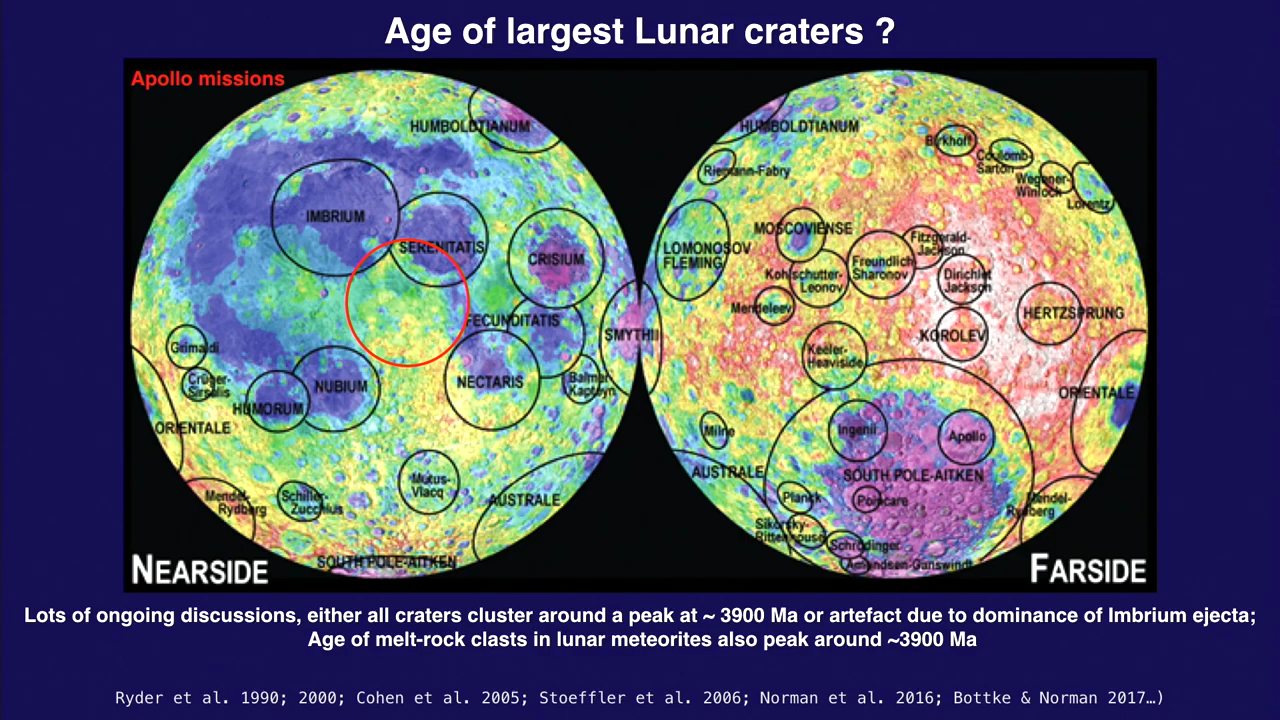 Age of largest Lunar craters ?
Apollo missions
HUMBOLDTIANUM
IMBRIUM
SERENITATIS
CRISIUM
FECUNDITATIS
SMYTHII
Grimaldi
Crüger-
Sirsalis
HUMORUM
NUBIUM
NECTARIS
Balmer-
Kapteyn
ORIENTALE
Mendel-
Rydberg
Schiller-
Zucchius
Mutus-
Vlacq
AUSTRALE
SOUTH POLE-AITKEN
NEARSIDE
HUMBOLDTIANUM
Birkhoff
Coulomb-
Sarton
Wegener-
Winlock
Lorentz
Riemann-Fabry
MOSCOVIENSE
LOMONOSOV
FLEMING
Fitzgerald-
Jackson
Freundlich-
Sharonov
Kohlschutter-
Leonov
Dirichlet
Jackson
Mendeleev
HERTZSPRUNG
KOROLEV
Keeler-
Heaviside
ORIENTALE
Milne
Ingenii
Apollo
AUSTRALE
SOUTH POLE-AITKEN
Planck
Poincare
Mendel-
Rydberg
Sikorsky-
Rittenhouse
Schrödinger
Amundsen-Ganswindt
FARSIDE
Lots of ongoing discussions, either all craters cluster around a peak at ~ 3900 Ma or artefact due to dominance of Imbrium ejecta;
Age of melt-rock clasts in lunar meteorites also peak around ~3900 Ma
Ryder et al. 1990; 2000; Cohen et al. 2005; Stoeffler et al. 2006; Norman et al. 2016; Bottke & Norman 2017…)